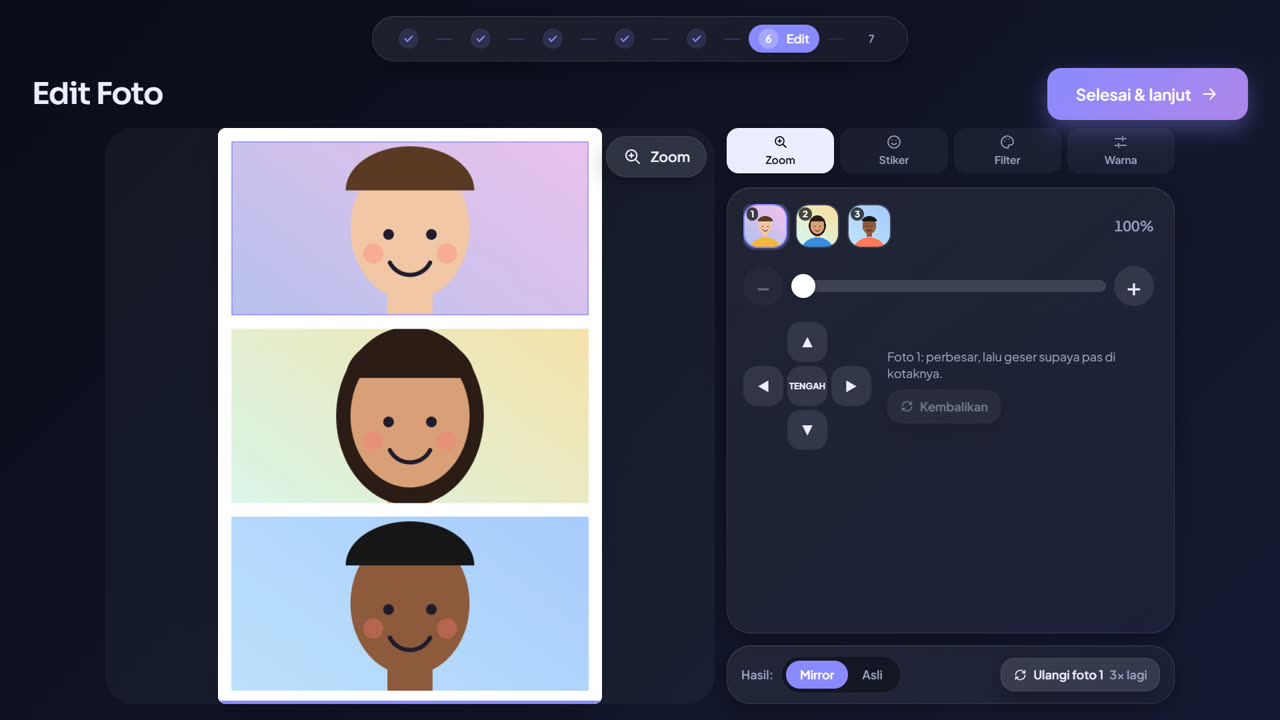 6 Edit
7
Edit Foto
Selesai & lanjut →
Zoom
Zoom
Stiker
Filter
Warna
1
2
3
100%
−
+
▲
◀ TENGAH ▶
▼
Foto 1: perbesar, lalu geser supaya pas di
kotaknya.
Kembalikan
Hasil:
Mirror
Asli
Ulangi foto 1 3× lagi